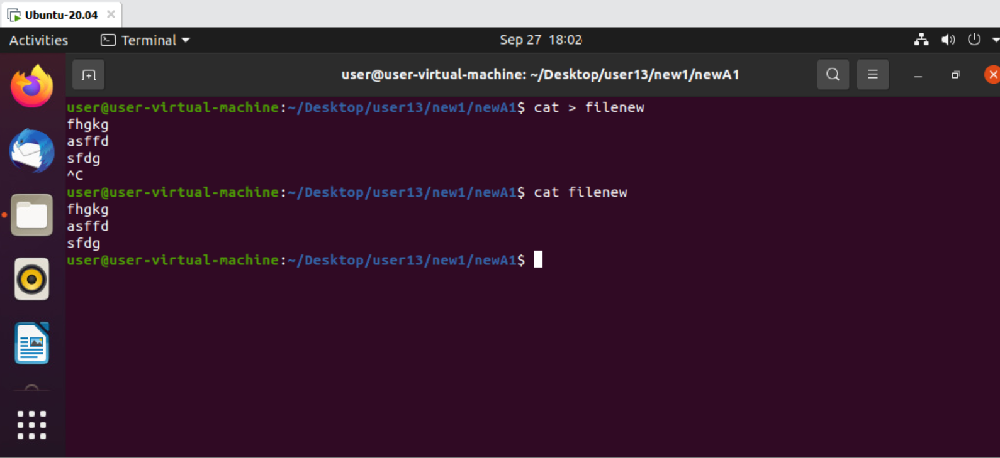 Ubuntu-20.04
Activities Terminal Sep 27 18:02
user@user-virtual-machine: ~/Desktop/user13/new1/newA1
user@user-virtual-machine:~/Desktop/user13/new1/newA1$ cat > filenew
fhgkg
asffd
sfdg
^C
user@user-virtual-machine:~/Desktop/user13/new1/newA1$ cat filenew
fhgkg
asffd
sfdg
user@user-virtual-machine:~/Desktop/user13/new1/newA1$